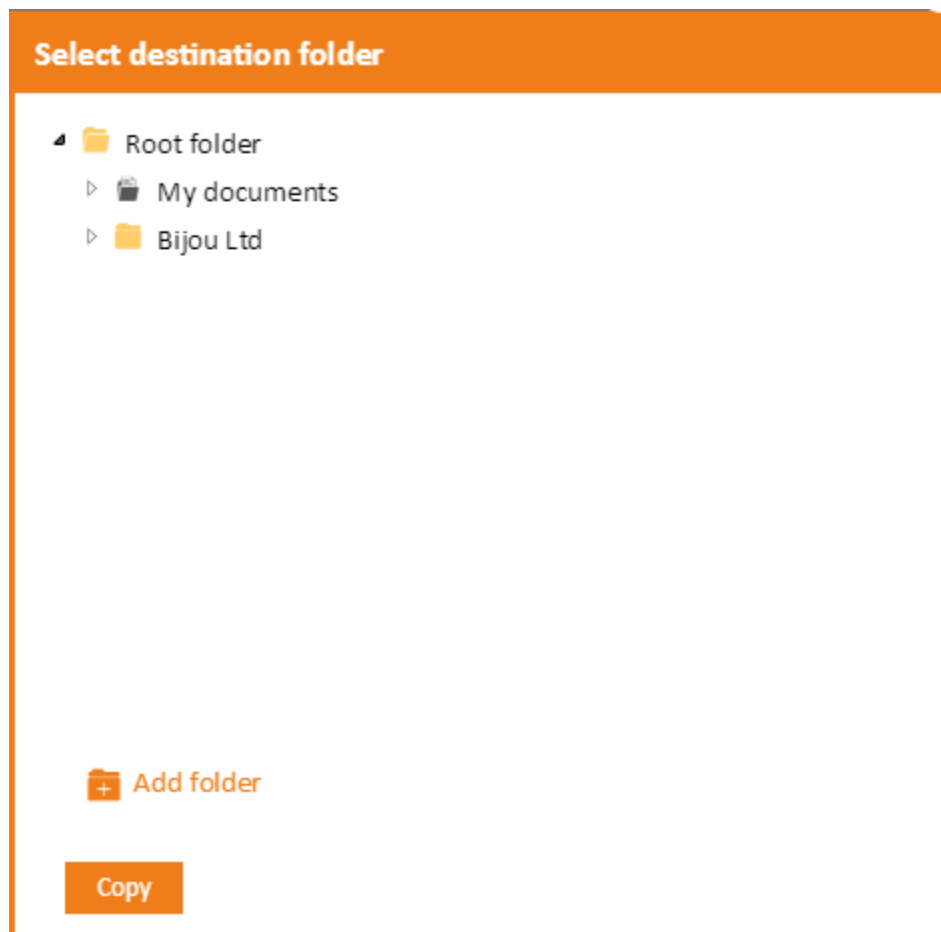 Select destination folder
Root folder
My documents
Bijou Ltd
Add folder
Copy